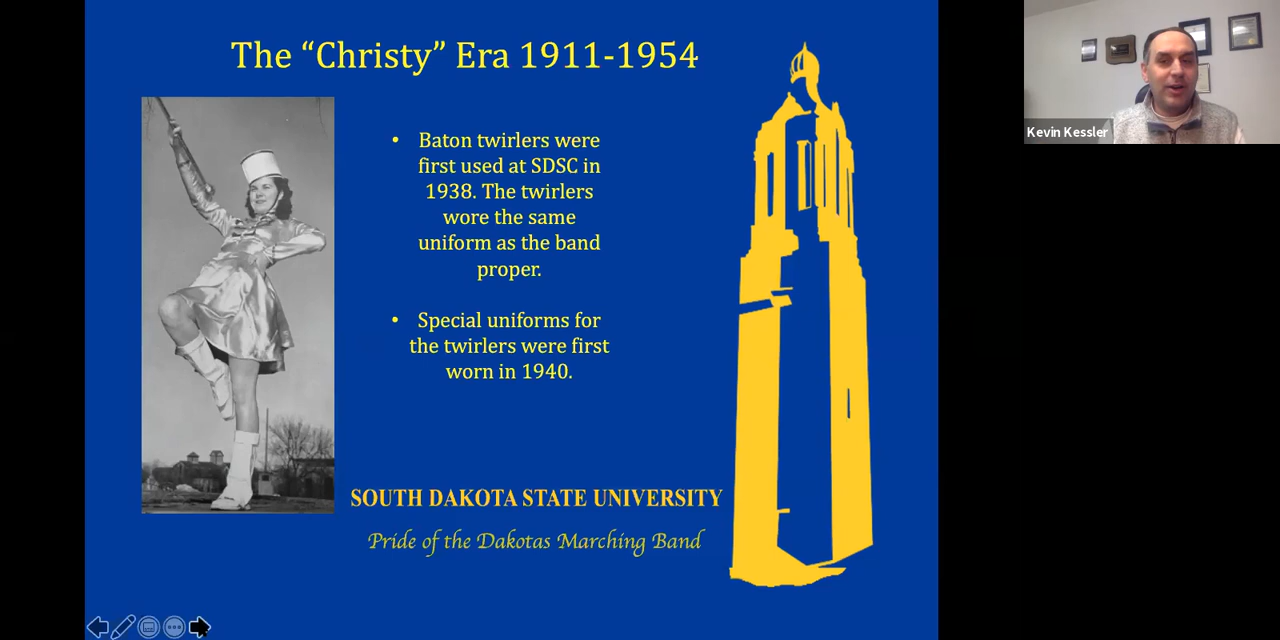 The “Christy” Era 1911-1954
• Baton twirlers were
first used at SDSC in
1938. The twirlers
wore the same
uniform as the band
proper.
• Special uniforms for
the twirlers were first
worn in 1940.
SOUTH DAKOTA STATE UNIVERSITY
Pride of the Dakotas Marching Band
Kevin Kessler